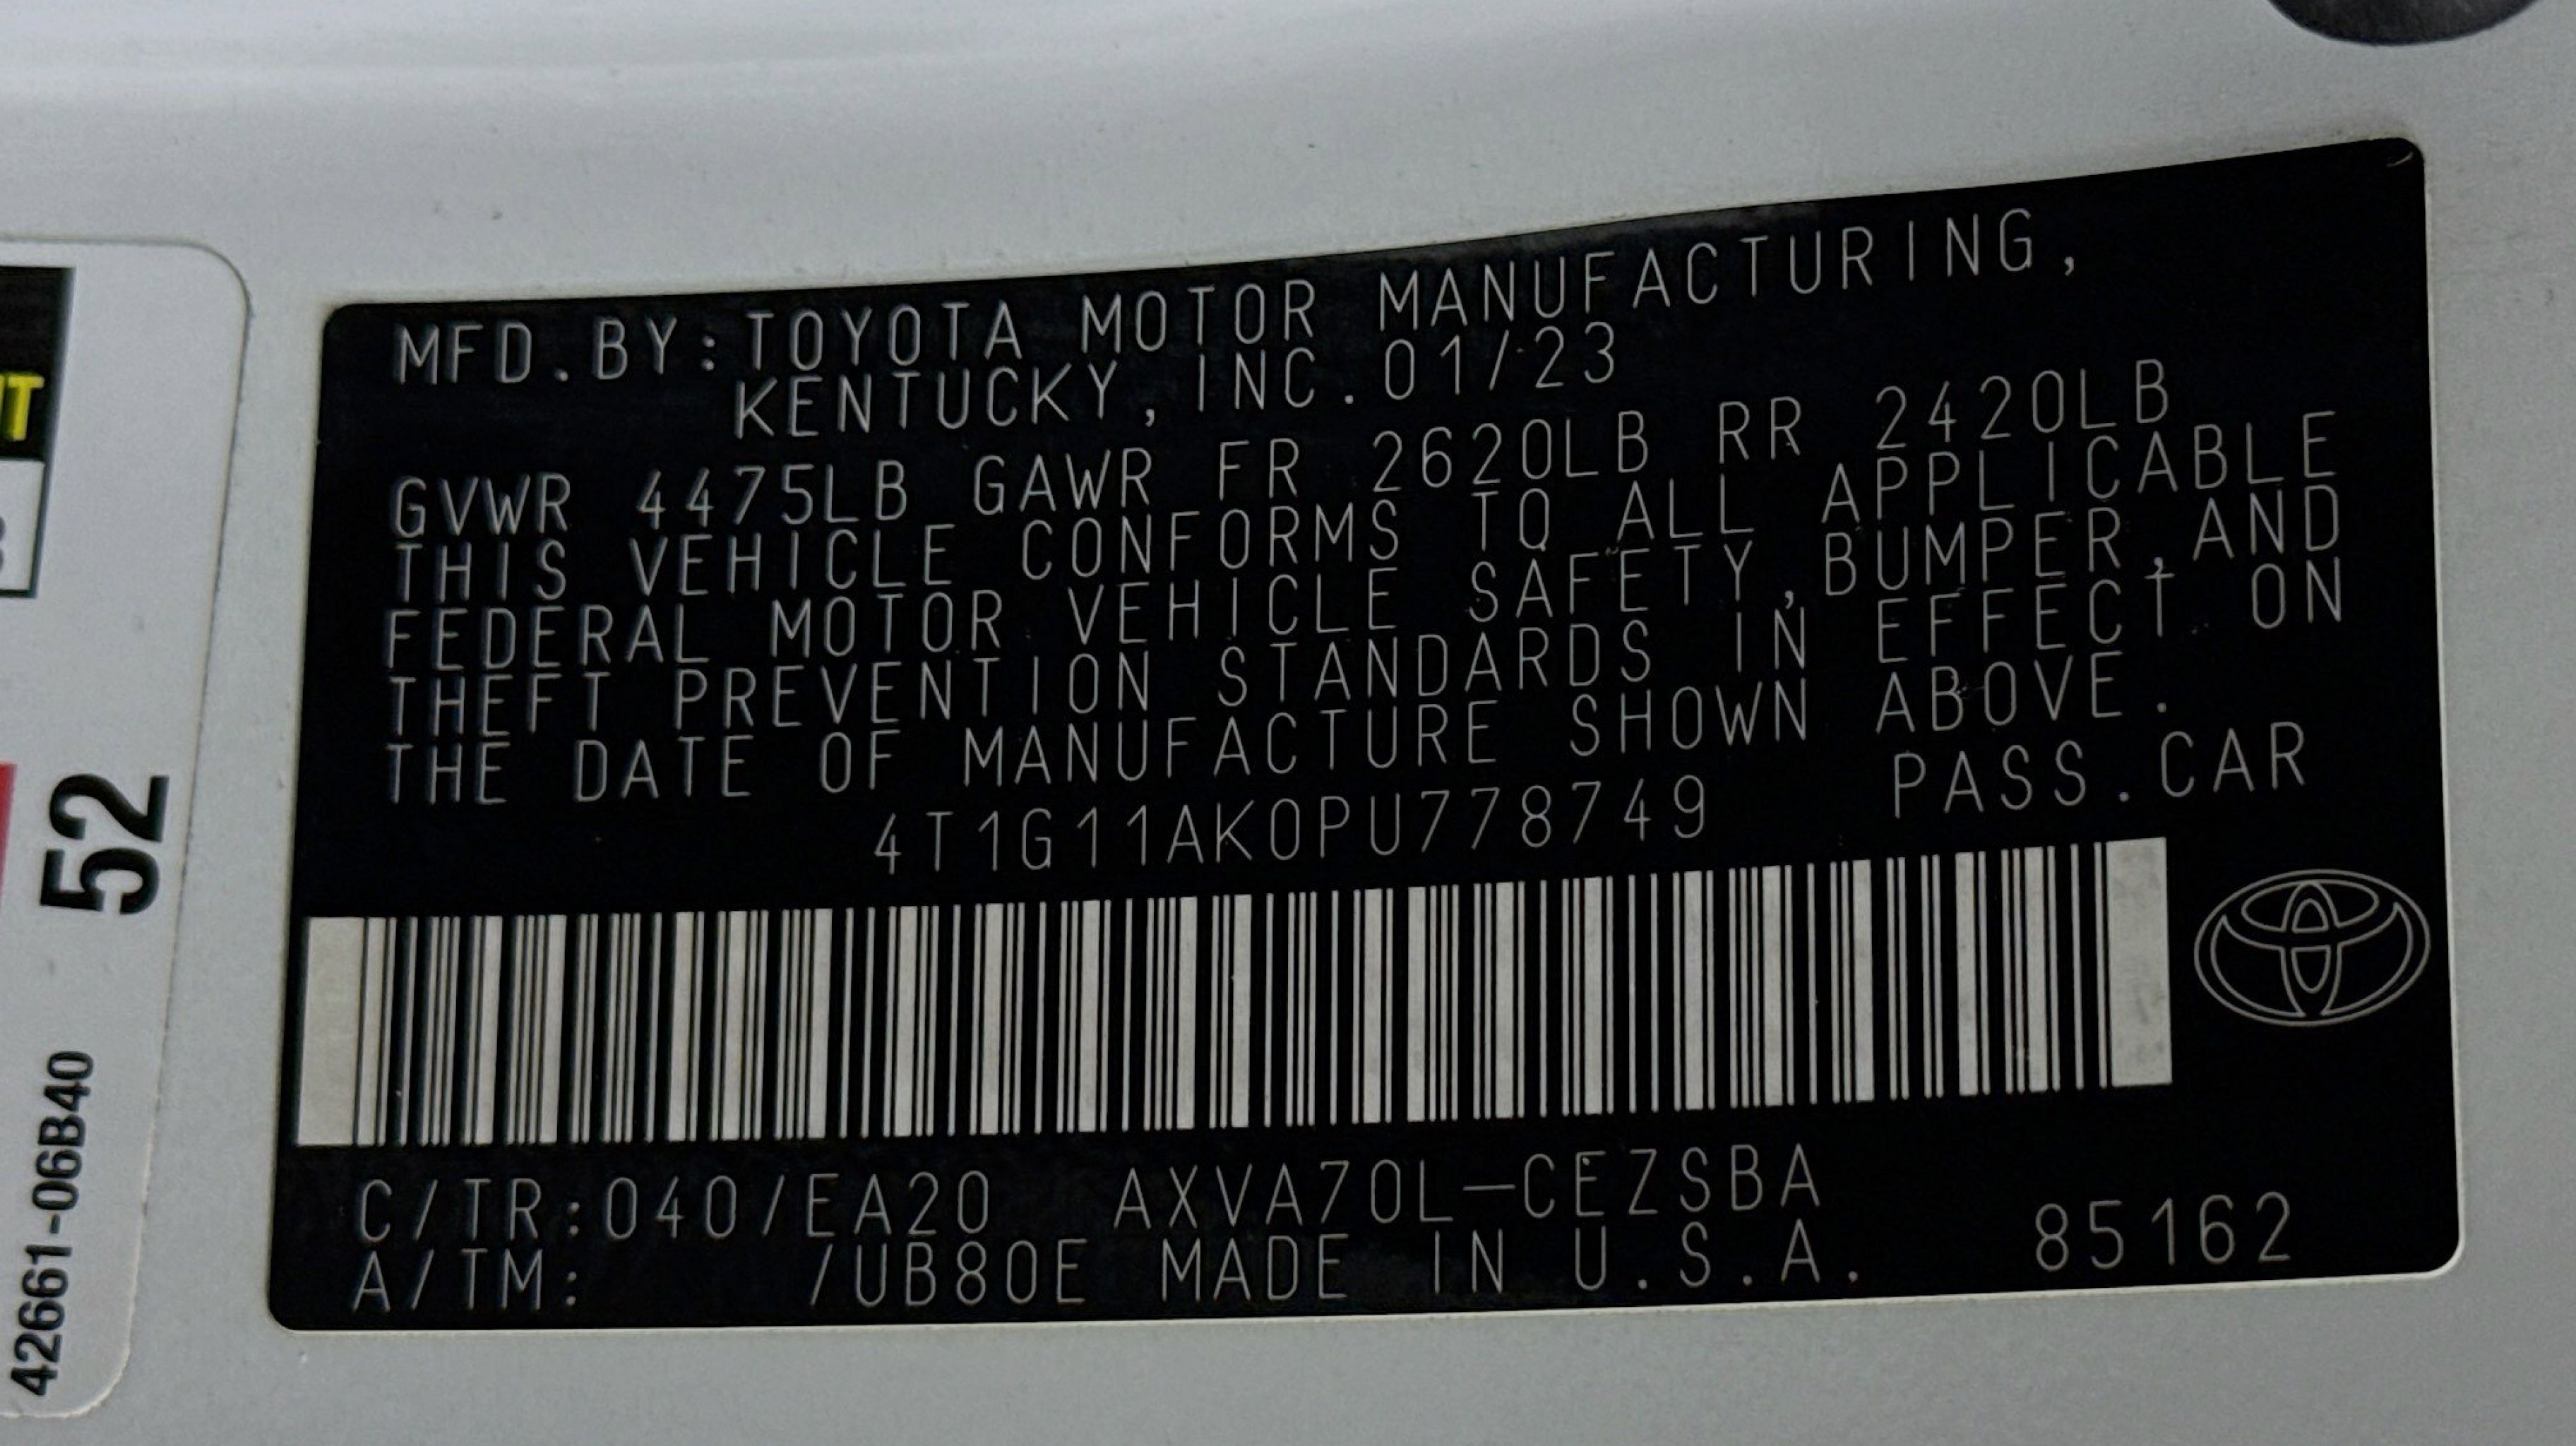 MFD.BY:TOYOTA MOTOR MANUFACTURING,
KENTUCKY, INC.01/23
GVWR 4475LB GAWR FR 2620LB RR 2420LB
THIS VEHICLE CONFORMS TO ALL APPLICABLE
FEDERAL MOTOR VEHICLE SAFETY,BUMPER,AND
THEFT PREVENTION STANDARDS IN EFFECT ON
THE DATE OF MANUFACTURE SHOWN ABOVE.
4T1G11AK0PU778749 PASS.CAR
C/TR:040/EA20 AXVA70L-CEZSBA
A/TM: /UB80E MADE IN U.S.A. 85162
42661-06B40 52